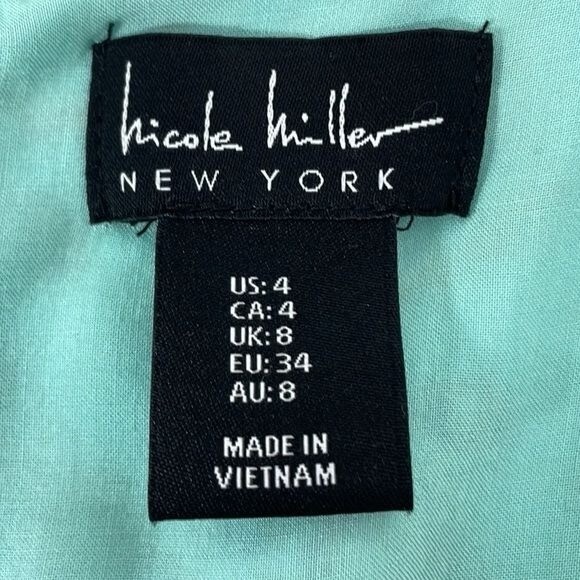 Nicole Miller
NEW YORK
US: 4
CA: 4
UK: 8
EU: 34
AU: 8
MADE IN
VIETNAM